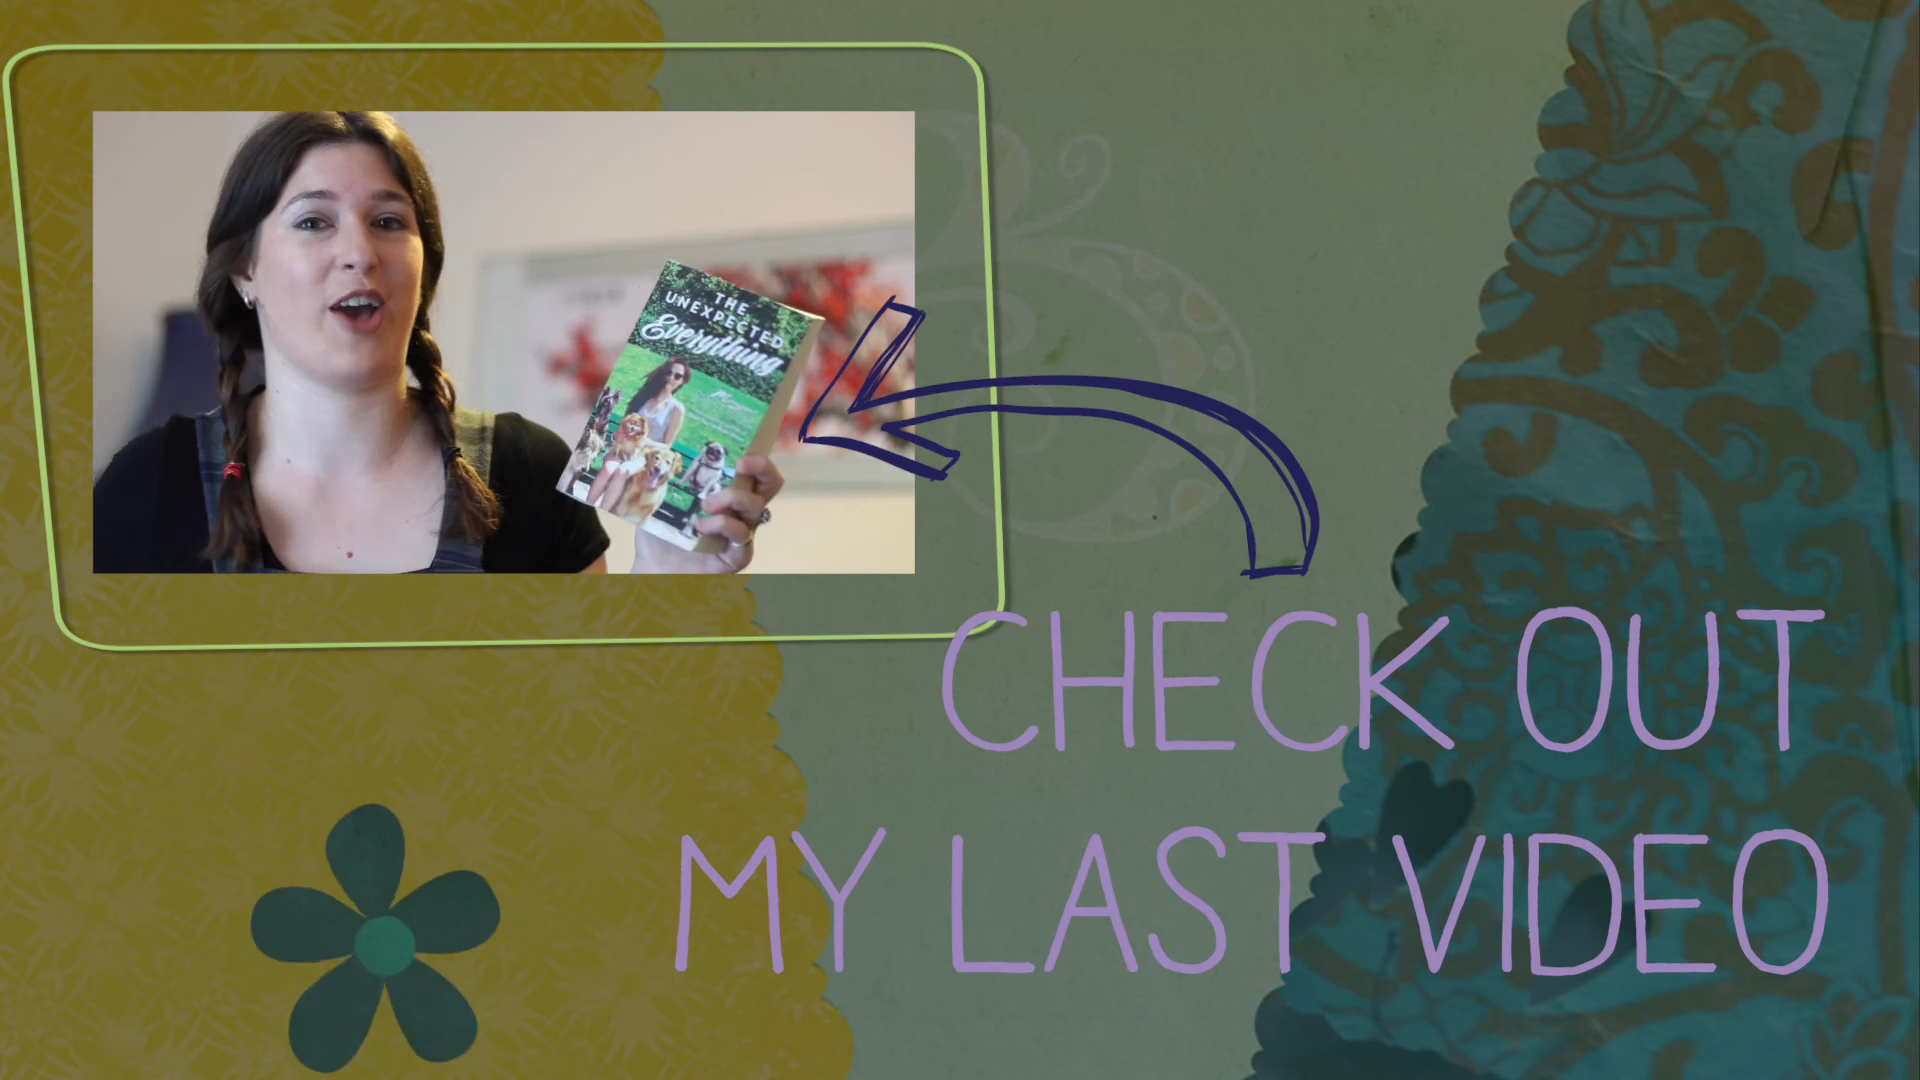 THE
UNEXPECTED
Everything
CHECK OUT
MY LAST VIDEO